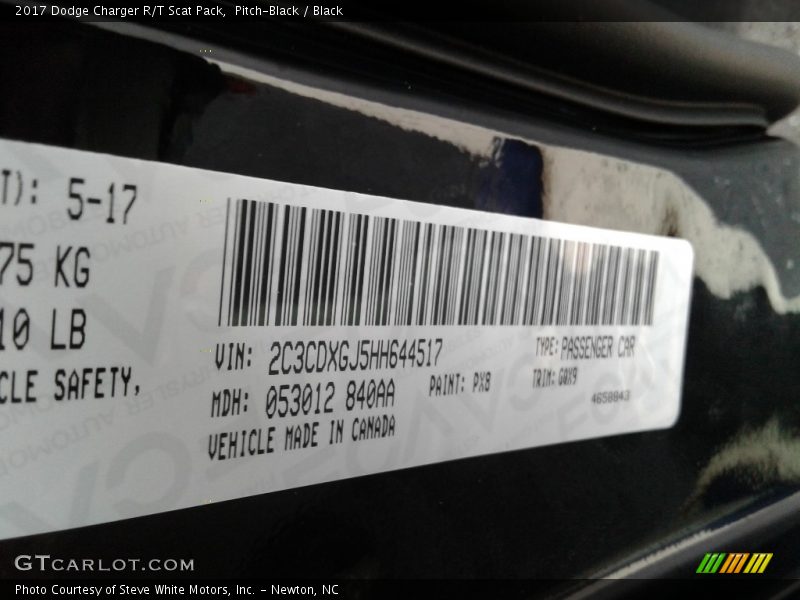 2017 Dodge Charger R/T Scat Pack, Pitch-Black / Black
T): 5-17
75 KG
10 LB
CLE SAFETY,
VIN: 2C3CDXGJ5HH644517
TYPE: PASSENGER CAR
MDH: 053012 840AA
PAINT: PX8
TRIM: GOX9
VEHICLE MADE IN CANADA
4658843
GTCARLOT.COM
Photo Courtesy of Steve White Motors, Inc. - Newton, NC